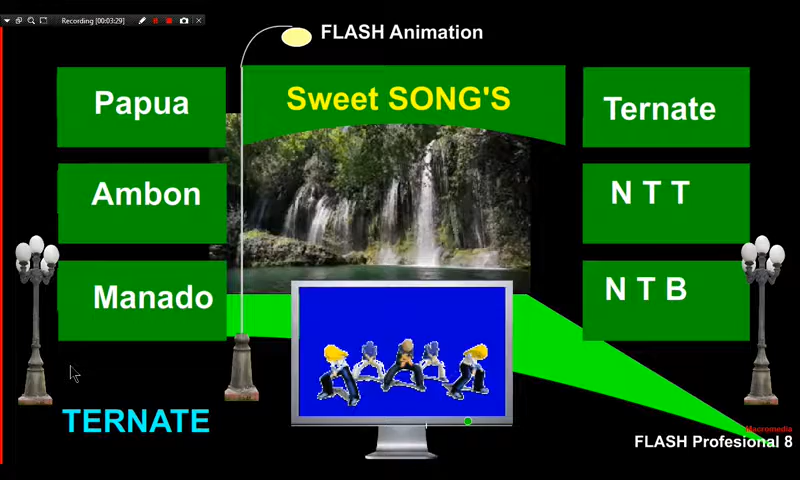 Recording [00:03:29]
FLASH Animation
Sweet SONG'S
Papua
Ambon
Manado
Ternate
N T T
N T B
TERNATE
Macromedia
FLASH Profesional 8